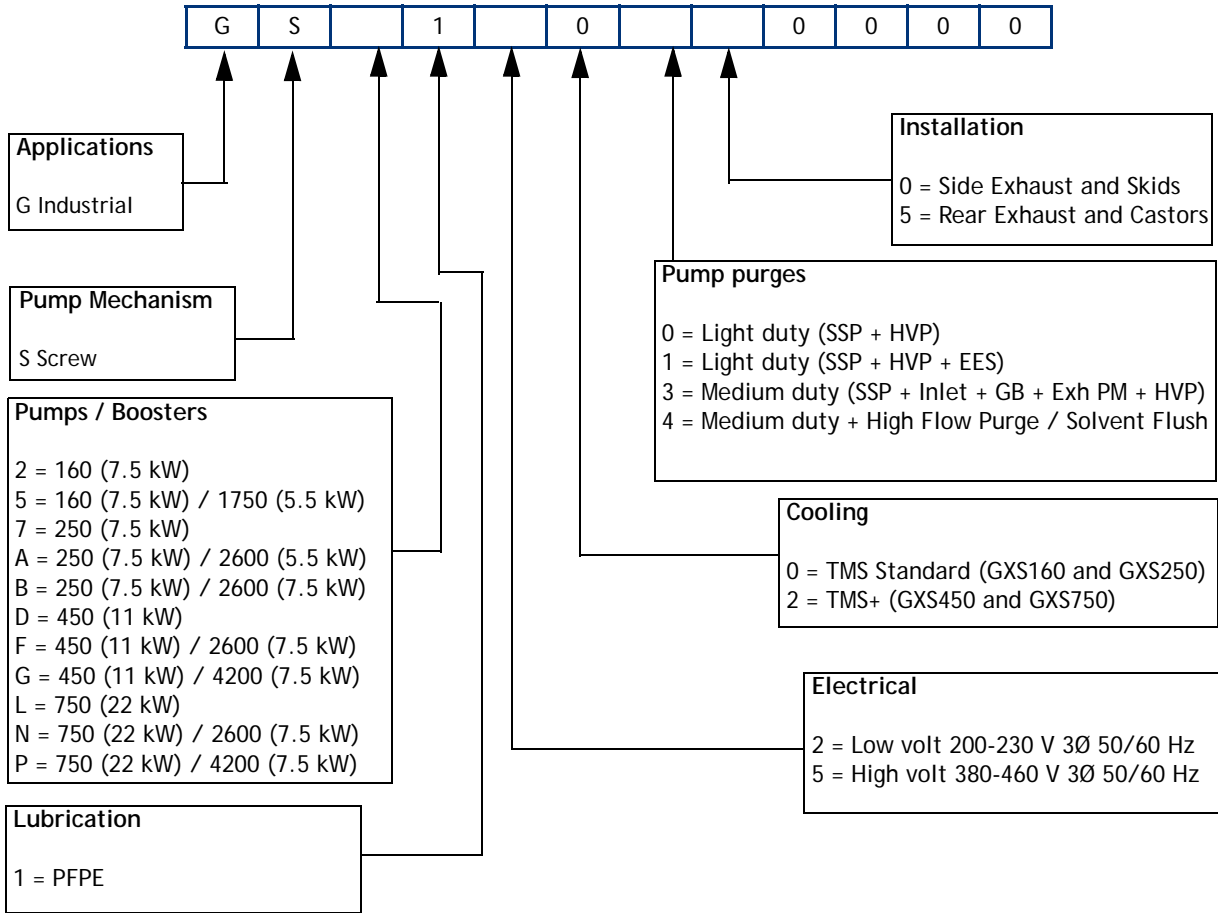 G S 1 0 0 0 0 0
Applications
G Industrial
Pump Mechanism
S Screw
Pumps / Boosters
2 = 160 (7.5 kW)
5 = 160 (7.5 kW) / 1750 (5.5 kW)
7 = 250 (7.5 kW)
A = 250 (7.5 kW) / 2600 (5.5 kW)
B = 250 (7.5 kW) / 2600 (7.5 kW)
D = 450 (11 kW)
F = 450 (11 kW) / 2600 (7.5 kW)
G = 450 (11 kW) / 4200 (7.5 kW)
L = 750 (22 kW)
N = 750 (22 kW) / 2600 (7.5 kW)
P = 750 (22 kW) / 4200 (7.5 kW)
Lubrication
1 = PFPE
Installation
0 = Side Exhaust and Skids
5 = Rear Exhaust and Castors
Pump purges
0 = Light duty (SSP + HVP)
1 = Light duty (SSP + HVP + EES)
3 = Medium duty (SSP + Inlet + GB + Exh PM + HVP)
4 = Medium duty + High Flow Purge / Solvent Flush
Cooling
0 = TMS Standard (GXS160 and GXS250)
2 = TMS+ (GXS450 and GXS750)
Electrical
2 = Low volt 200-230 V 3Ø 50/60 Hz
5 = High volt 380-460 V 3Ø 50/60 Hz